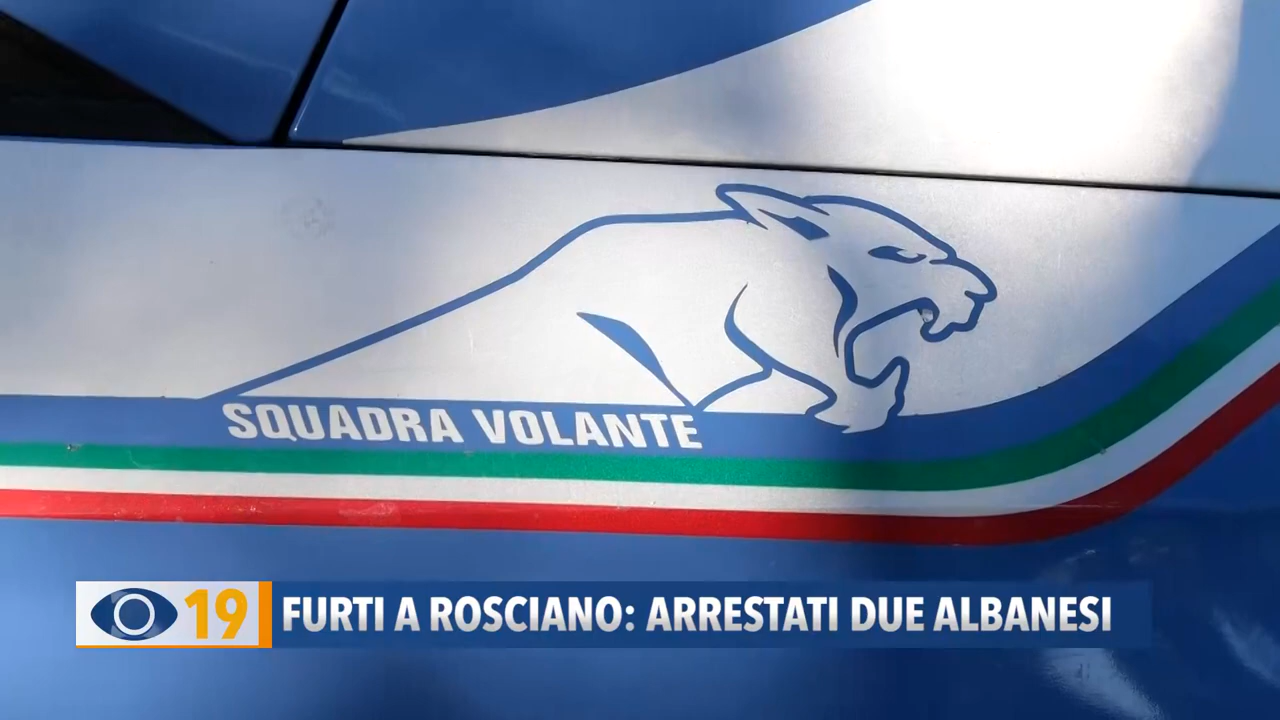 SQUADRA VOLANTE
19 FURTI A ROSCIANO: ARRESTATI DUE ALBANESI